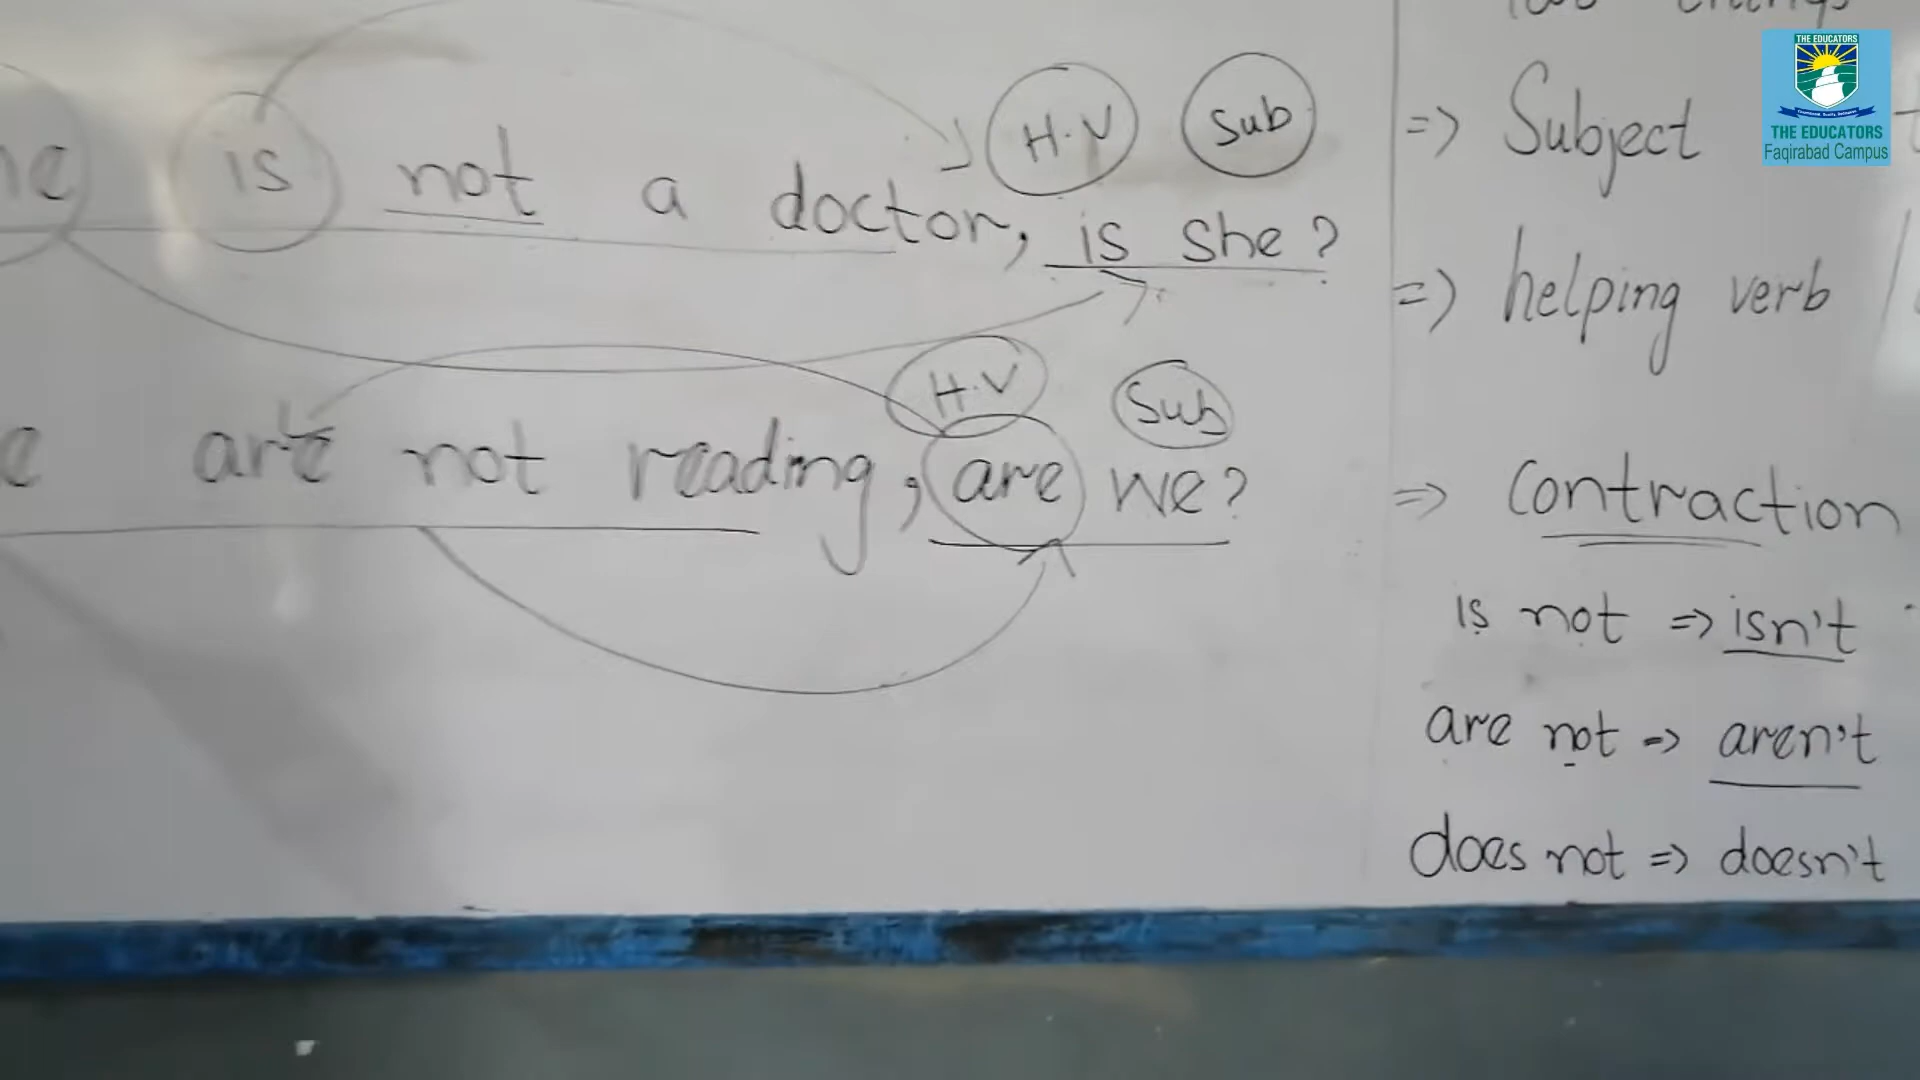 H.V Sub
is not a doctor, is she?
H.V Sub
are not reading, are we?
=> Subject
=> helping verb
=> Contraction
is not => isn't
are not => aren't
does not => doesn't
THE EDUCATORS
THE EDUCATORS
Faqirabad Campus